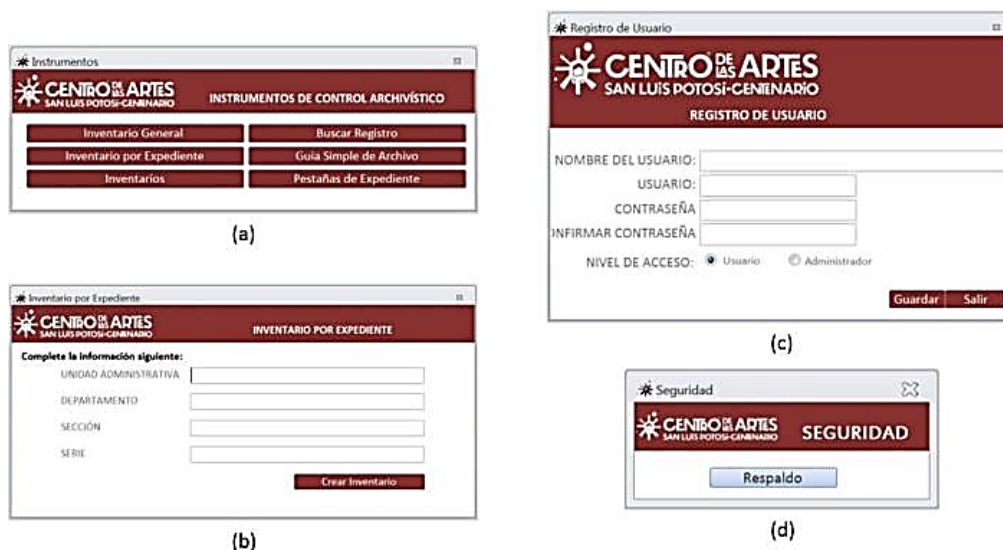 Instrumentos
CENTRO DE LAS ARTES
SAN LUIS POTOSÍ-CENTENARIO
INSTRUMENTOS DE CONTROL ARCHIVÍSTICO
Inventario General
Buscar Registro
Inventario por Expediente
Guía Simple de Archivo
Inventarios
Pestañas de Expediente
(a)
Inventario por Expediente
CENTRO DE LAS ARTES
SAN LUIS POTOSÍ-CENTENARIO
INVENTARIO POR EXPEDIENTE
Complete la información siguiente:
UNIDAD ADMINISTRATIVA
DEPARTAMENTO
SECCIÓN
SERIE
Crear Inventario
(b)
Registro de Usuario
CENTRO DE LAS ARTES
SAN LUIS POTOSÍ-CENTENARIO
REGISTRO DE USUARIO
NOMBRE DEL USUARIO:
USUARIO:
CONTRASEÑA
ONFIRMAR CONTRASEÑA
NIVEL DE ACCESO: Usuario Administrador
Guardar Salir
(c)
Seguridad
CENTRO DE LAS ARTES
SAN LUIS POTOSÍ-CENTENARIO
SEGURIDAD
Respaldo
(d)